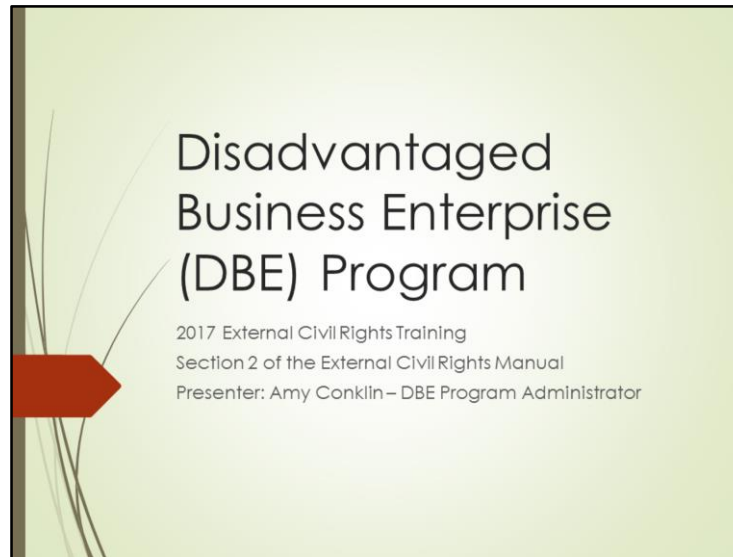 Disadvantaged
Business Enterprise
(DBE) Program
2017 External Civil Rights Training
Section 2 of the External Civil Rights Manual
Presenter: Amy Conklin – DBE Program Administrator